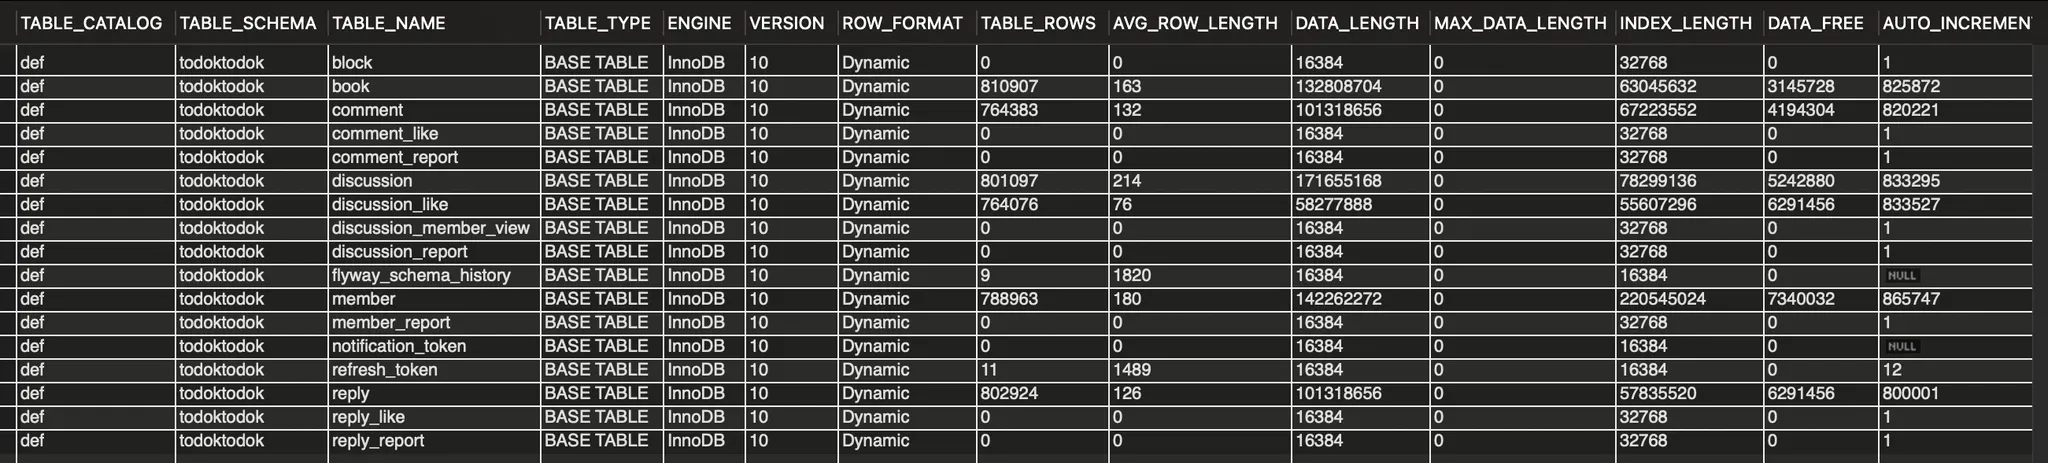 TABLE_CATALOG TABLE_SCHEMA TABLE_NAME TABLE_TYPE ENGINE VERSION ROW_FORMAT TABLE_ROWS AVG_ROW_LENGTH DATA_LENGTH MAX_DATA_LENGTH INDEX_LENGTH DATA_FREE AUTO_INCREMEN
def todoktodok block BASE TABLE InnoDB 10 Dynamic 0 0 16384 0 32768 0 1
def todoktodok book BASE TABLE InnoDB 10 Dynamic 810907 163 132808704 0 63045632 3145728 825872
def todoktodok comment BASE TABLE InnoDB 10 Dynamic 764383 132 101318656 0 67223552 4194304 820221
def todoktodok comment_like BASE TABLE InnoDB 10 Dynamic 0 0 16384 0 32768 0 1
def todoktodok comment_report BASE TABLE InnoDB 10 Dynamic 0 0 16384 0 32768 0 1
def todoktodok discussion BASE TABLE InnoDB 10 Dynamic 801097 214 171655168 0 78299136 5242880 833295
def todoktodok discussion_like BASE TABLE InnoDB 10 Dynamic 764076 76 58277888 0 55607296 6291456 833527
def todoktodok discussion_member_view BASE TABLE InnoDB 10 Dynamic 0 0 16384 0 32768 0 1
def todoktodok discussion_report BASE TABLE InnoDB 10 Dynamic 0 0 16384 0 32768 0 1
def todoktodok flyway_schema_history BASE TABLE InnoDB 10 Dynamic 9 1820 16384 0 16384 0 NULL
def todoktodok member BASE TABLE InnoDB 10 Dynamic 788963 180 142262272 0 220545024 7340032 865747
def todoktodok member_report BASE TABLE InnoDB 10 Dynamic 0 0 16384 0 32768 0 1
def todoktodok notification_token BASE TABLE InnoDB 10 Dynamic 0 0 16384 0 16384 0 NULL
def todoktodok refresh_token BASE TABLE InnoDB 10 Dynamic 11 1489 16384 0 16384 0 12
def todoktodok reply BASE TABLE InnoDB 10 Dynamic 802924 126 101318656 0 57835520 6291456 800001
def todoktodok reply_like BASE TABLE InnoDB 10 Dynamic 0 0 16384 0 32768 0 1
def todoktodok reply_report BASE TABLE InnoDB 10 Dynamic 0 0 16384 0 32768 0 1